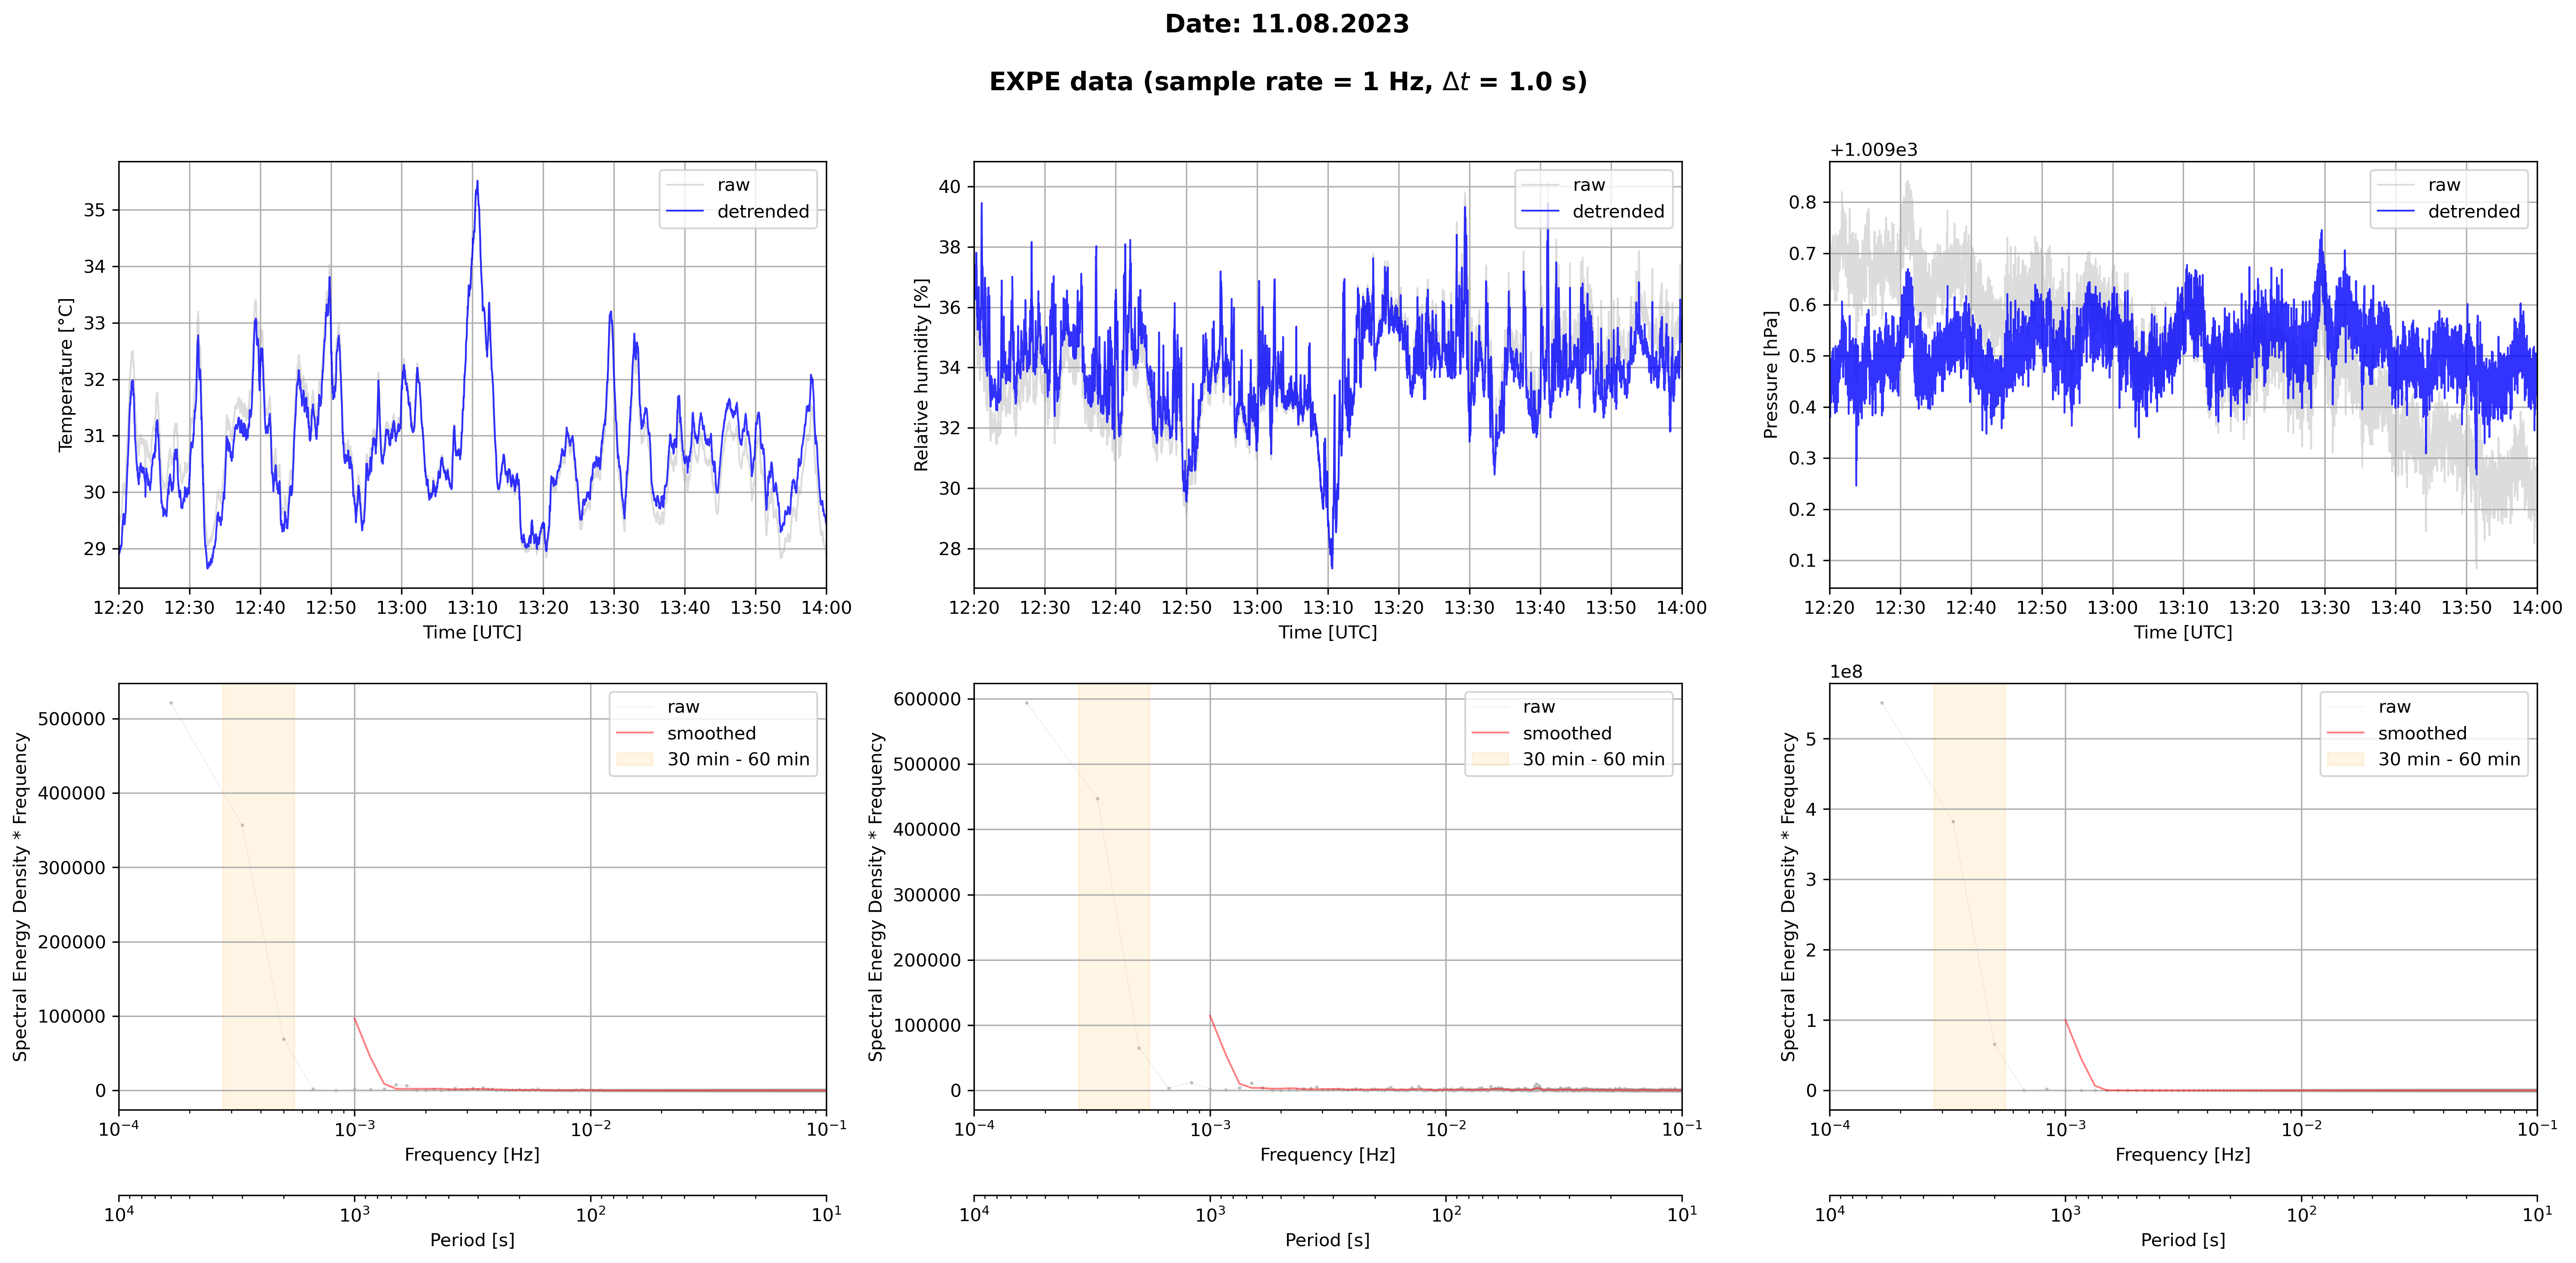 Date: 11.08.2023
EXPE data (sample rate = 1 Hz, Δt = 1.0 s)
Temperature [°C]
35
34
33
32
31
30
29
raw
detrended
12:20 12:30 12:40 12:50 13:00 13:10 13:20 13:30 13:40 13:50 14:00
Time [UTC]
Relative humidity [%]
40
38
36
34
32
30
28
raw
detrended
12:20 12:30 12:40 12:50 13:00 13:10 13:20 13:30 13:40 13:50 14:00
Time [UTC]
+1.009e3
Pressure [hPa]
0.8
0.7
0.6
0.5
0.4
0.3
0.2
0.1
raw
detrended
12:20 12:30 12:40 12:50 13:00 13:10 13:20 13:30 13:40 13:50 14:00
Time [UTC]
Spectral Energy Density * Frequency
500000
400000
300000
200000
100000
0
raw
smoothed
30 min - 60 min
10⁻⁴ 10⁻³ 10⁻² 10⁻¹
Frequency [Hz]
10⁴ 10³ 10² 10¹
Period [s]
Spectral Energy Density * Frequency
600000
500000
400000
300000
200000
100000
0
raw
smoothed
30 min - 60 min
10⁻⁴ 10⁻³ 10⁻² 10⁻¹
Frequency [Hz]
10⁴ 10³ 10² 10¹
Period [s]
1e8
Spectral Energy Density * Frequency
5
4
3
2
1
0
raw
smoothed
30 min - 60 min
10⁻⁴ 10⁻³ 10⁻² 10⁻¹
Frequency [Hz]
10⁴ 10³ 10² 10¹
Period [s]